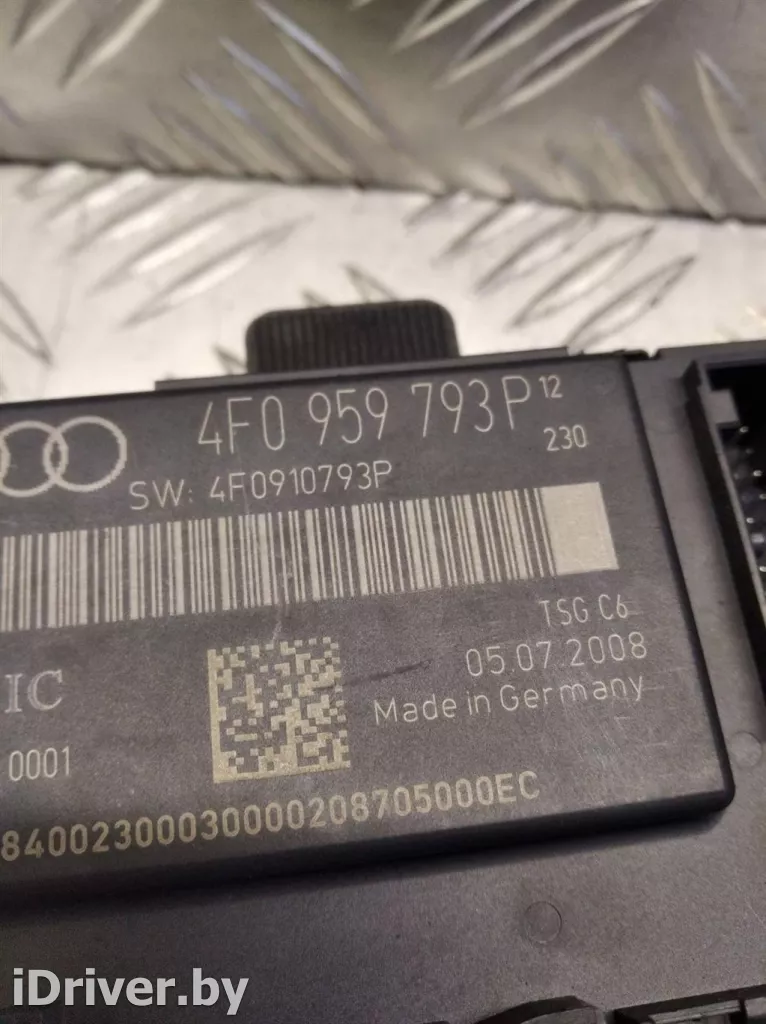 4F0 959 793P 12
230
SW: 4F0910793P
TSG C6
05.07.2008
IC
Made in Germany
0001
84002300030000208705000EC
iDriver.by